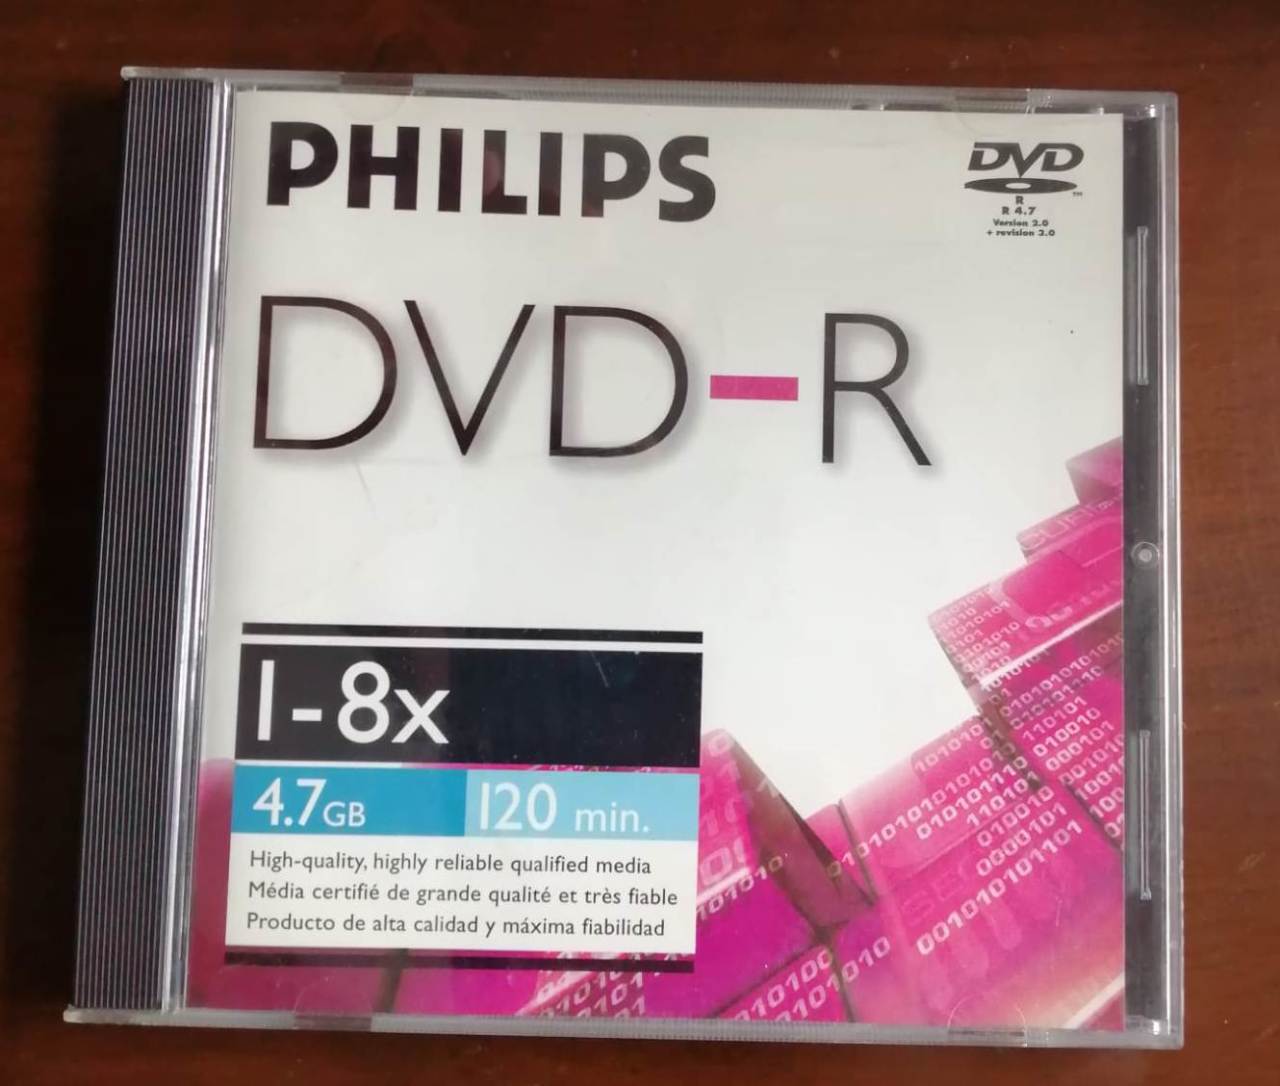 PHILIPS
DVD
R
R 4.7
Version 2.0
+ revision 2.0
DVD-R
1-8x
4.7GB 120 min.
High-quality, highly reliable qualified media
Média certifié de grande qualité et très fiable
Producto de alta calidad y máxima fiabilidad